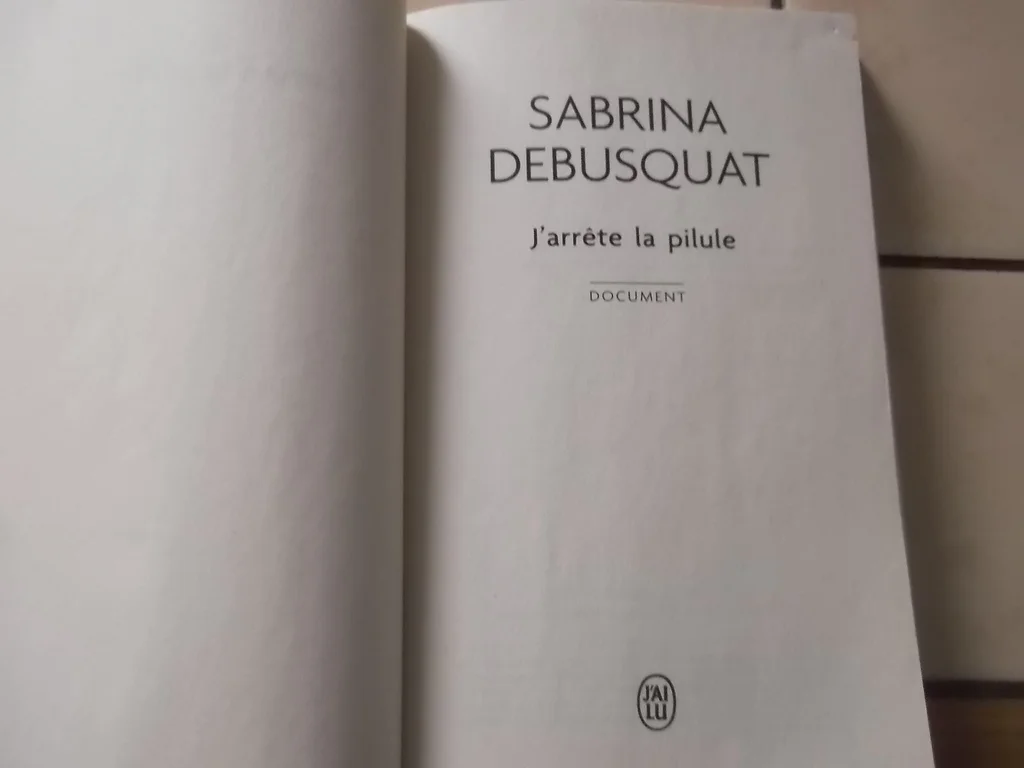 SABRINA
DEBUSQUAT
J'arrête la pilule
DOCUMENT
J'AI
LU